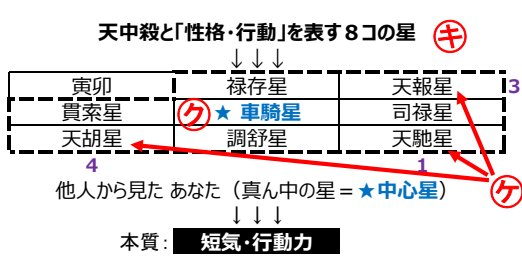 天中殺と「性格・行動」を表す８コの星 ㋖
↓↓↓
寅卯 禄存星 天報星 3
貫索星 ㋗★ 車騎星 司禄星
天胡星 調舒星 天馳星
4 1 ㋘
他人から見た あなた（真ん中の星＝★中心星）
↓↓↓
本質： 短気・行動力